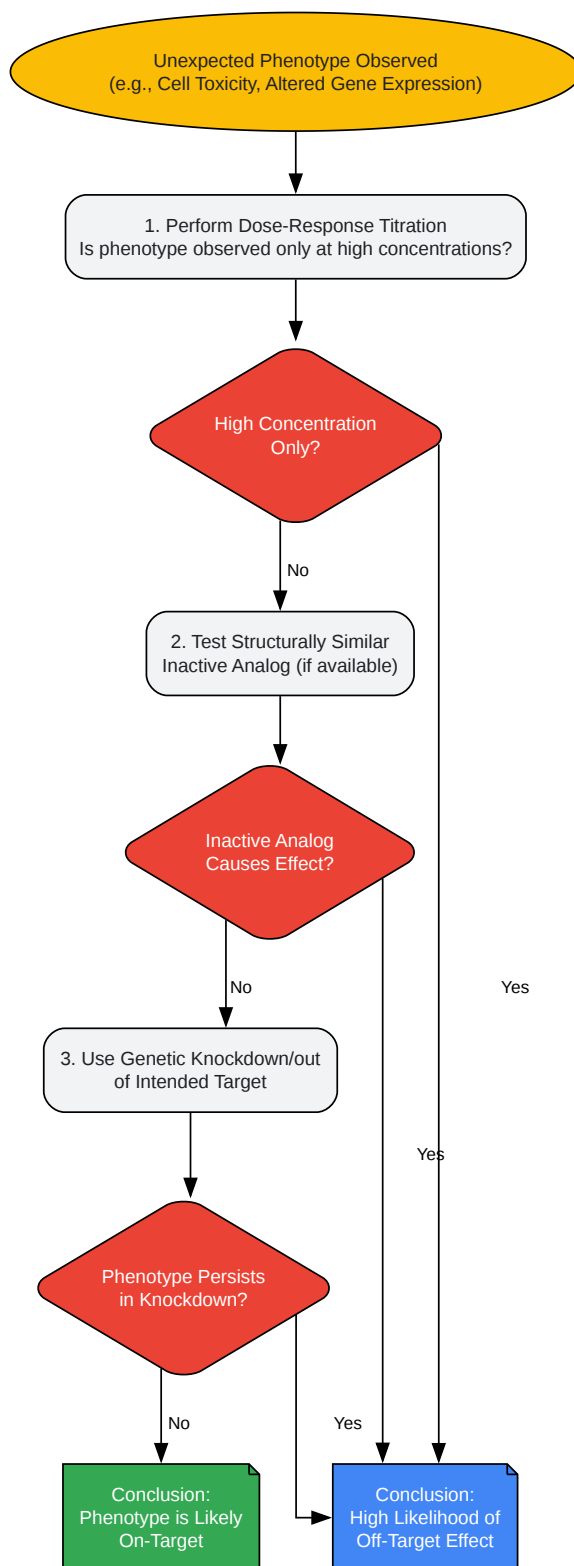 Unexpected Phenotype Observed
(e.g., Cell Toxicity, Altered Gene Expression)
1. Perform Dose-Response Titration
Is phenotype observed only at high concentrations?
High Concentration
Only?
No
2. Test Structurally Similar
Inactive Analog (if available)
Inactive Analog
Causes Effect?
No
Yes
3. Use Genetic Knockdown/out
of Intended Target
Yes
Phenotype Persists
in Knockdown?
No
Yes
Conclusion:
Phenotype is Likely
On-Target
Conclusion:
High Likelihood of
Off-Target Effect